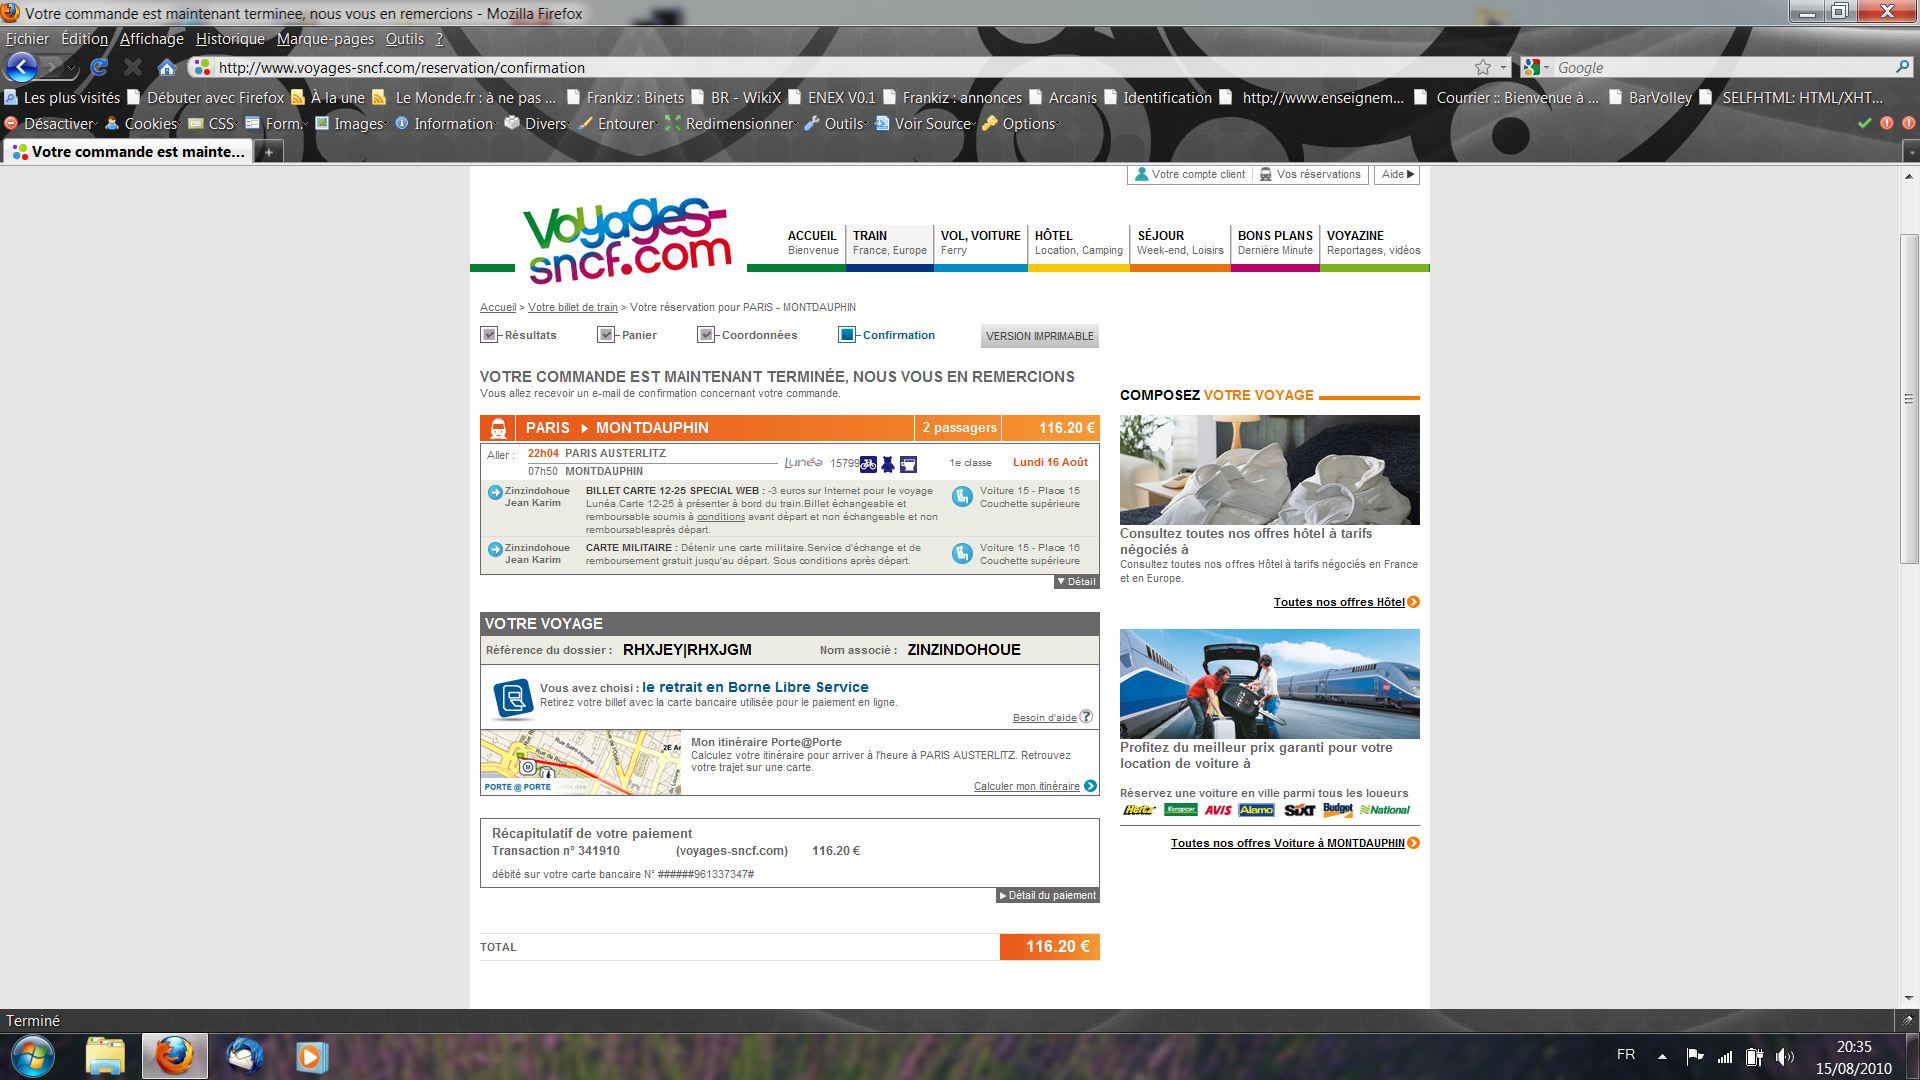 Votre commande est maintenant terminee, nous vous en remercions - Mozilla Firefox
Fichier Édition Affichage Historique Marque-pages Outils ?
http://www.voyages-sncf.com/reservation/confirmation
Google
Les plus visités Débuter avec Firefox À la une Le Monde.fr : à ne pas ... Frankiz : Binets BR - WikiX ENEX V0.1 Frankiz : annonces Arcanis Identification http://www.enseignem... Courrier :: Bienvenue à ... BarVolley SELFHTML: HTML/XHT...
Désactiver Cookies CSS Form. Images Information Divers Entourer Redimensionner Outils Voir Source Options
Votre commande est mainte...
Votre compte client Vos réservations Aide
Voyages-sncf.com
ACCUEIL TRAIN VOL, VOITURE HÔTEL SÉJOUR BONS PLANS VOYAZINE
Bienvenue France, Europe Ferry Location, Camping Week-end, Loisirs Dernière Minute Reportages, vidéos
Accueil > Votre billet de train > Votre réservation pour PARIS - MONTDAUPHIN
Résultats Panier Coordonnées Confirmation VERSION IMPRIMABLE
VOTRE COMMANDE EST MAINTENANT TERMINÉE, NOUS VOUS EN REMERCIONS
Vous allez recevoir un e-mail de confirmation concernant votre commande.
PARIS MONTDAUPHIN 2 passagers 116.20 €
Aller : 22h04 PARIS AUSTERLITZ
07h50 MONTDAUPHIN
Lunéa 15799 1e classe Lundi 16 Août
Zinzindohoue
Jean Karim
BILLET CARTE 12-25 SPECIAL WEB : -3 euros sur Internet pour le voyage
Lunéa.Carte 12-25 à présenter à bord du train.Billet échangeable et
remboursable soumis à conditions avant départ et non échangeable et non
remboursableaprès départ.
Voiture 15 - Place 15
Couchette supérieure
Zinzindohoue
Jean Karim
CARTE MILITAIRE : Détenir une carte militaire.Service d'échange et de
remboursement gratuit jusqu'au départ. Sous conditions après départ.
Voiture 15 - Place 16
Couchette supérieure
Détail
VOTRE VOYAGE
Référence du dossier : RHXJEY|RHXJGM Nom associé : ZINZINDOHOUE
Vous avez choisi : le retrait en Borne Libre Service
Retirez votre billet avec la carte bancaire utilisée pour le paiement en ligne.
Besoin d'aide ?
PORTE @ PORTE
Mon itinéraire Porte@Porte
Calculez votre itinéraire pour arriver à l'heure à PARIS AUSTERLITZ. Retrouvez
votre trajet sur une carte.
Calculer mon itinéraire
Récapitulatif de votre paiement
Transaction n° 341910 (voyages-sncf.com) 116.20 €
débité sur votre carte bancaire N° ######961337347#
Détail du paiement
TOTAL 116.20 €
COMPOSEZ VOTRE VOYAGE
Consultez toutes nos offres hôtel à tarifs
négociés à
Consultez toutes nos offres Hôtel à tarifs négociés en France
et en Europe.
Toutes nos offres Hôtel
Profitez du meilleur prix garanti pour votre
location de voiture à
Réservez une voiture en ville parmi tous les loueurs
Hertz Europcar AVIS Alamo SIXT Budget National
Toutes nos offres Voiture à MONTDAUPHIN
Terminé
FR
20:35
15/08/2010